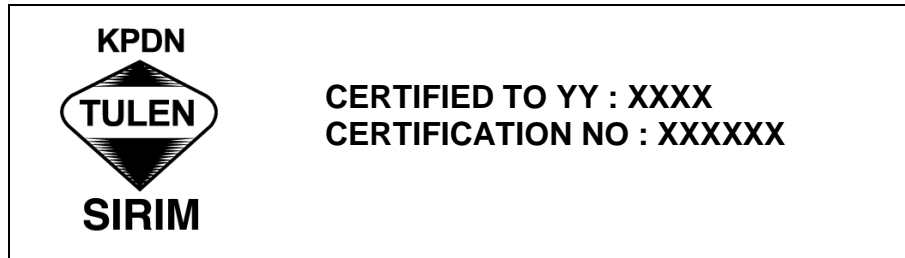 KPDN
TULEN
SIRIM
CERTIFIED TO YY : XXXX
CERTIFICATION NO : XXXXXX